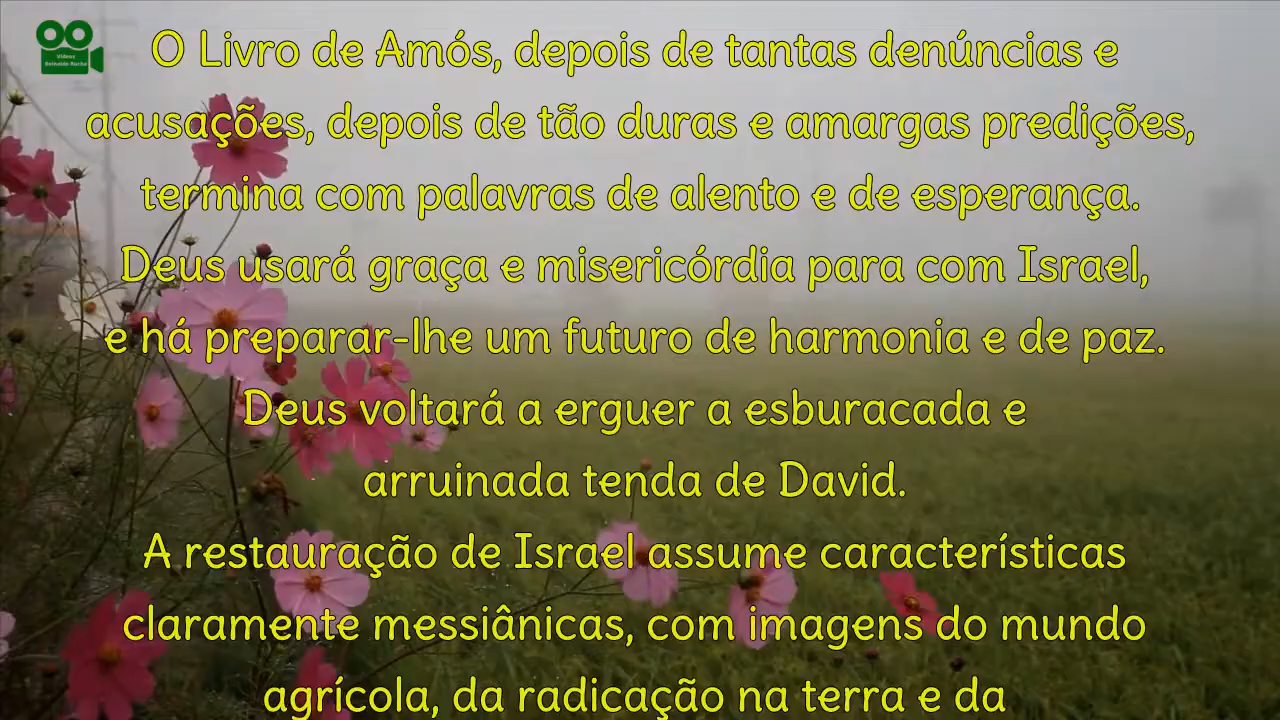 Vídeos
O Livro de Amós, depois de tantas denúncias e
acusações, depois de tão duras e amargas predições,
termina com palavras de alento e de esperança.
Deus usará graça e misericórdia para com Israel,
e há preparar-lhe um futuro de harmonia e de paz.
Deus voltará a erguer a esburacada e
arruinada tenda de David.
A restauração de Israel assume características
claramente messiânicas, com imagens do mundo
agrícola, da radicação na terra e da